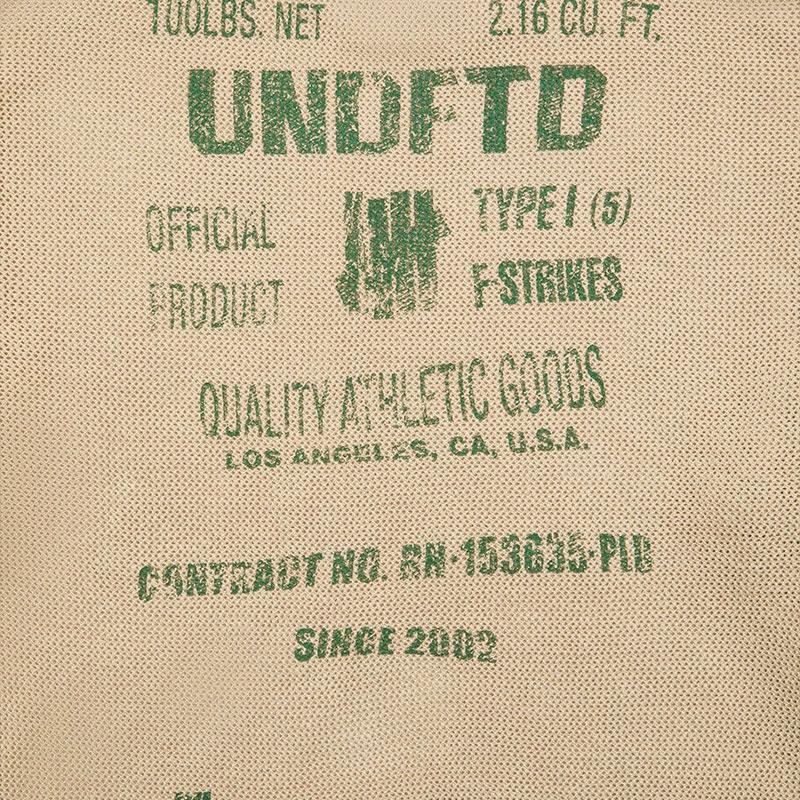 100LBS. NET 2.16 CU. FT.
UNDFTD
OFFICIAL TYPE I (5)
PRODUCT F-STRIKES
QUALITY ATHLETIC GOODS
LOS ANGELES, CA, U.S.A.
CONTRACT NO. RN-153635-PLB
SINCE 2002